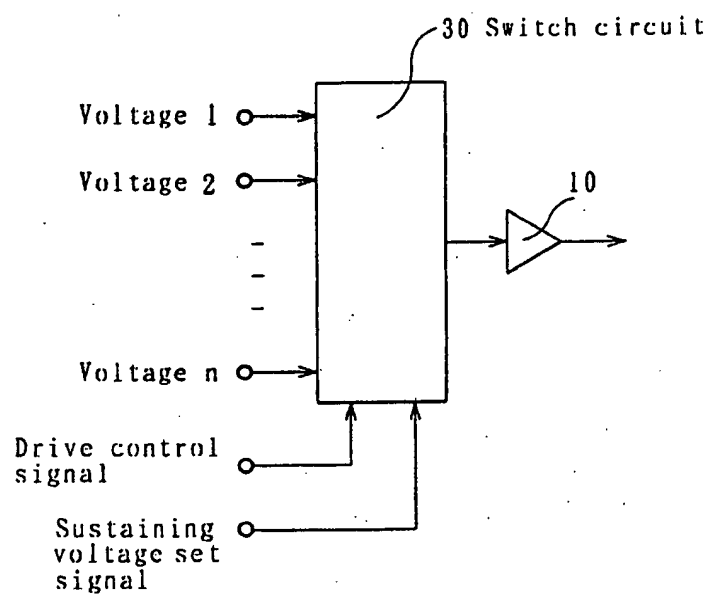 30 Switch circuit
Voltage 1
Voltage 2
10
Voltage n
Drive control
signal
Sustaining
voltage set
signal